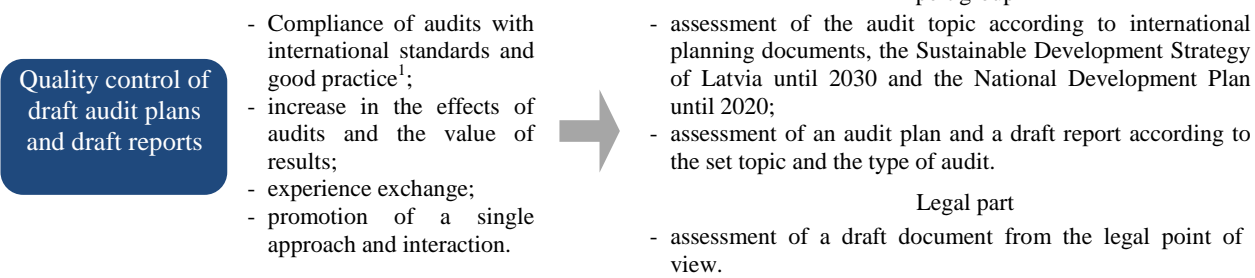 Quality control of
draft audit plans
and draft reports
- Compliance of audits with
international standards and
good practice1;
- increase in the effects of
audits and the value of
results;
- experience exchange;
- promotion of a single
approach and interaction.
- assessment of the audit topic according to international
planning documents, the Sustainable Development Strategy
of Latvia until 2030 and the National Development Plan
until 2020;
- assessment of an audit plan and a draft report according to
the set topic and the type of audit.
Legal part
- assessment of a draft document from the legal point of
view.